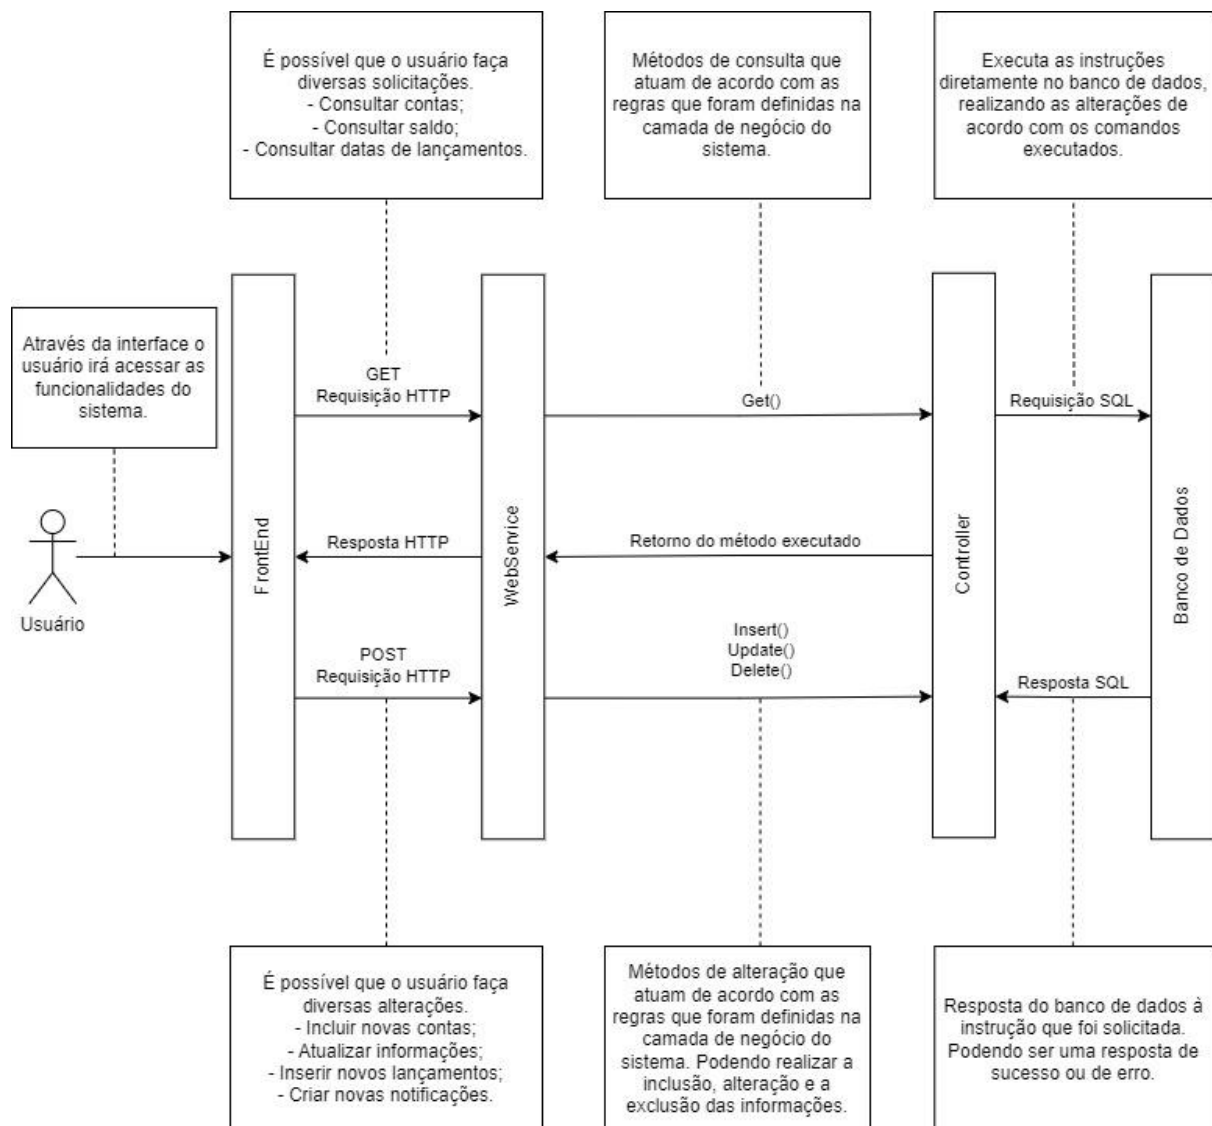 É possível que o usuário faça
diversas solicitações.
- Consultar contas;
- Consultar saldo;
- Consultar datas de lançamentos.
Métodos de consulta que
atuam de acordo com as
regras que foram definidas na
camada de negócio do
sistema.
Executa as instruções
diretamente no banco de dados,
realizando as alterações de
acordo com os comandos
executados.
Através da interface o
usuário irá acessar as
funcionalidades do
sistema.
GET
Requisição HTTP
Get()
Requisição SQL
Usuário
FrontEnd
Resposta HTTP
WebService
Retorno do método executado
Controller
Banco de Dados
POST
Requisição HTTP
Insert()
Update()
Delete()
Resposta SQL
É possível que o usuário faça
diversas alterações.
- Incluir novas contas;
- Atualizar informações;
- Inserir novos lançamentos;
- Criar novas notificações.
Métodos de alteração que
atuam de acordo com as
regras que foram definidas na
camada de negócio do
sistema. Podendo realizar a
inclusão, alteração e a
exclusão das informações.
Resposta do banco de dados à
instrução que foi solicitada.
Podendo ser uma resposta de
sucesso ou de erro.